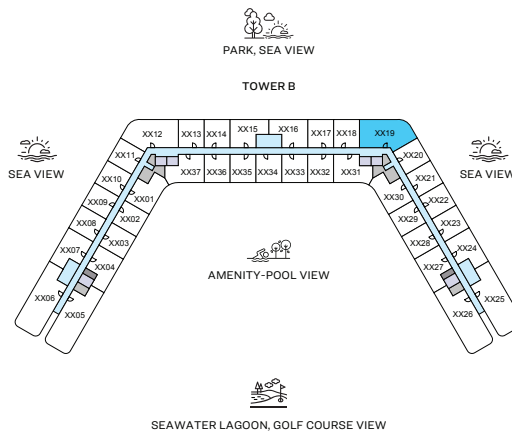 PARK, SEA VIEW
TOWER B
XX12 XX13 XX14 XX15 XX16 XX17 XX18 XX19
XX11 XX37 XX36 XX35 XX34 XX33 XX32 XX31 XX20
SEA VIEW
SEA VIEW
XX10 XX01 XX30 XX21
XX09 XX02 XX29 XX22
XX08 XX03 XX28 XX23
XX07 XX04 XX27 XX24
AMENITY-POOL VIEW
XX06 XX05 XX26 XX25
SEAWATER LAGOON, GOLF COURSE VIEW